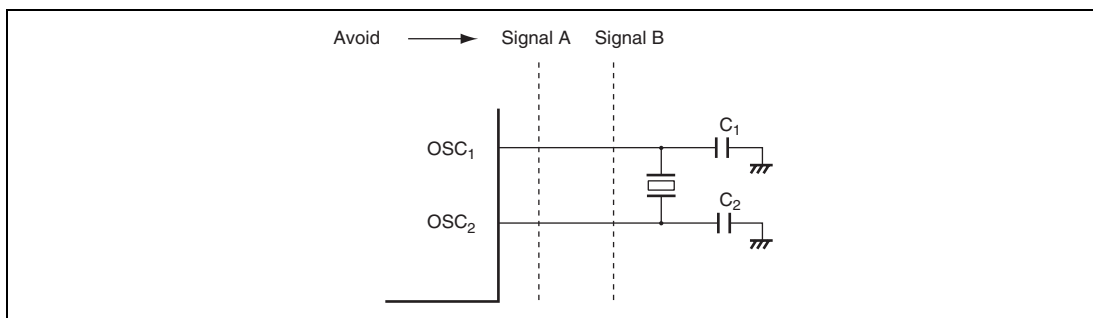 Avoid Signal A Signal B
OSC₁
C₁
OSC₂
C₂